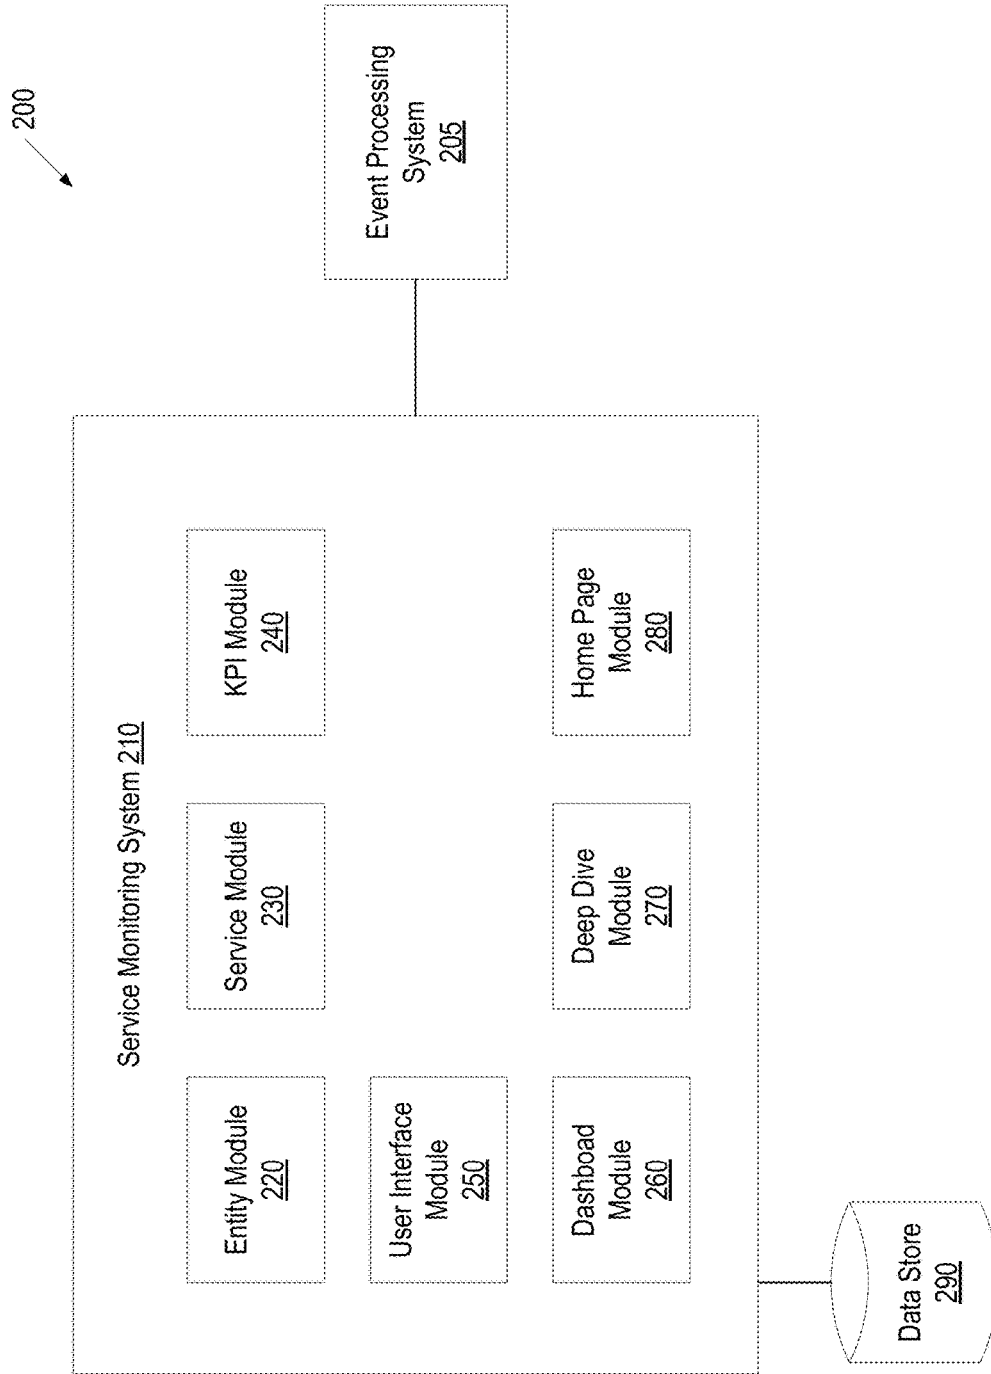 200
Service Monitoring System 210
Entity Module
220
Service Module
230
KPI Module
240
User Interface
Module
250
Dashboad
Module
260
Deep Dive
Module
270
Home Page
Module
280
Event Processing
System
205
Data Store
290